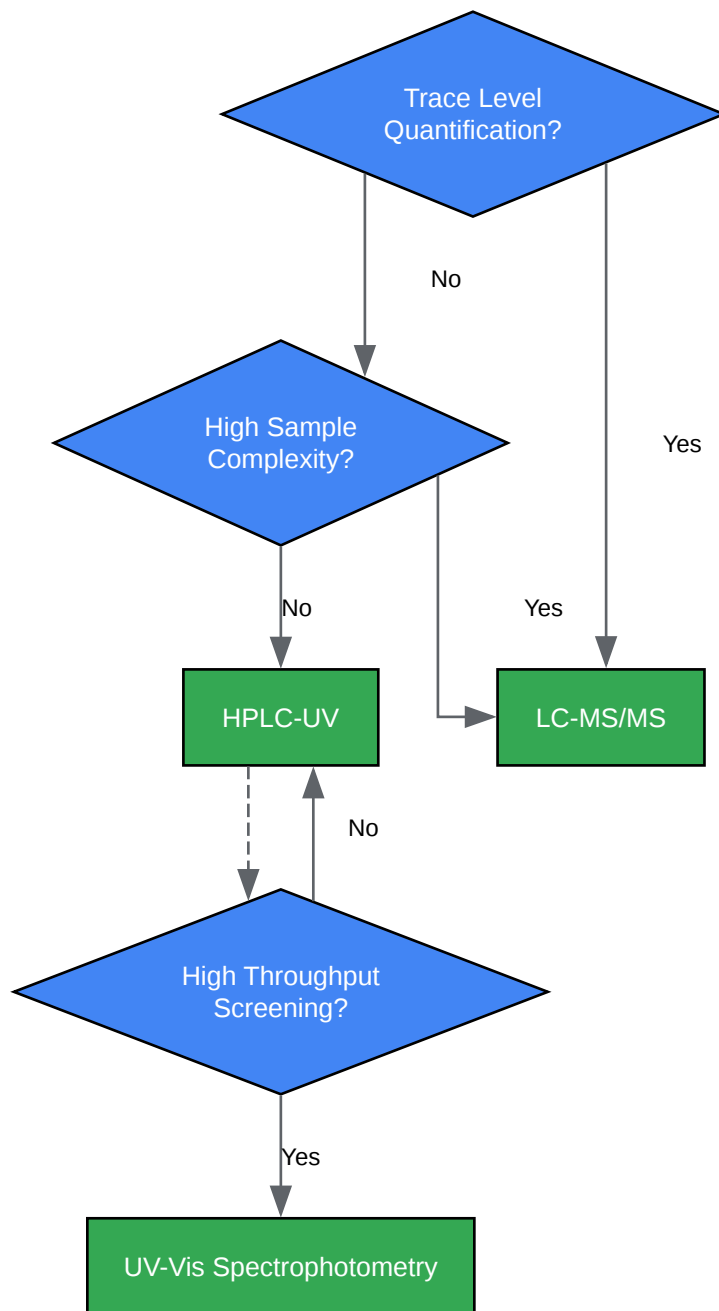 Trace Level
Quantification?
No
High Sample
Complexity?
Yes
No
Yes
HPLC-UV
LC-MS/MS
No
High Throughput
Screening?
Yes
UV-Vis Spectrophotometry